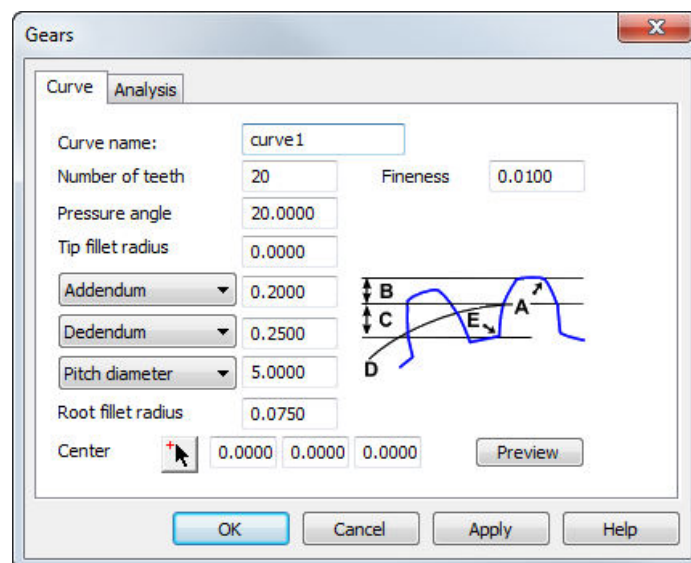 Gears
Curve Analysis
Curve name: curve1
Number of teeth 20 Fineness 0.0100
Pressure angle 20.0000
Tip fillet radius 0.0000
Addendum 0.2000
Dedendum 0.2500
Pitch diameter 5.0000
B
A
C
E
D
Root fillet radius 0.0750
Center 0.0000 0.0000 0.0000 Preview
OK Cancel Apply Help